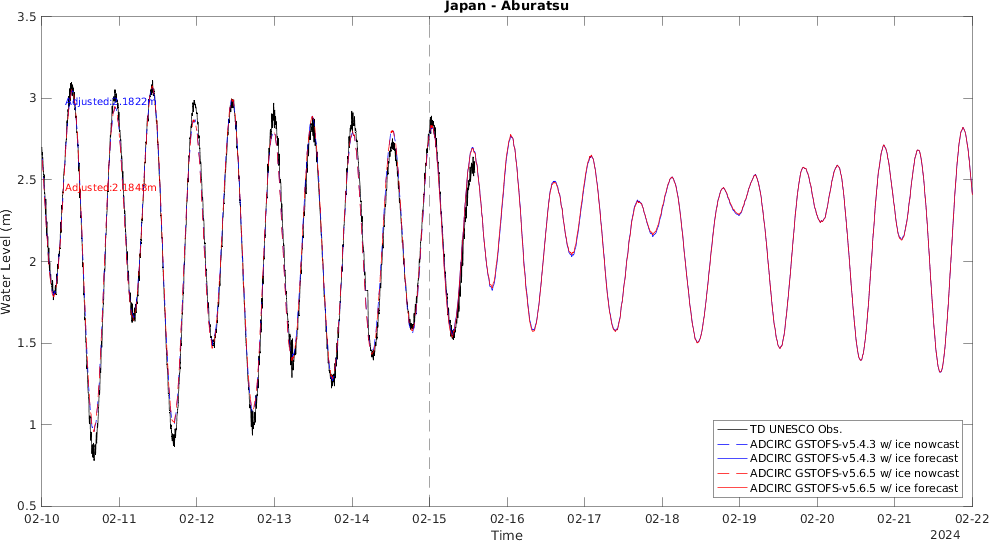 Japan - Aburatsu
3.5
3
2.5
2
1.5
1
0.5
Water Level (m)
Adjusted:2.1822m
Adjusted:2.1848m
TD UNESCO Obs.
ADCIRC GSTOFS-v5.4.3 w/ ice nowcast
ADCIRC GSTOFS-v5.4.3 w/ ice forecast
ADCIRC GSTOFS-v5.6.5 w/ ice nowcast
ADCIRC GSTOFS-v5.6.5 w/ ice forecast
02-10 02-11 02-12 02-13 02-14 02-15 02-16 02-17 02-18 02-19 02-20 02-21 02-22
Time
2024